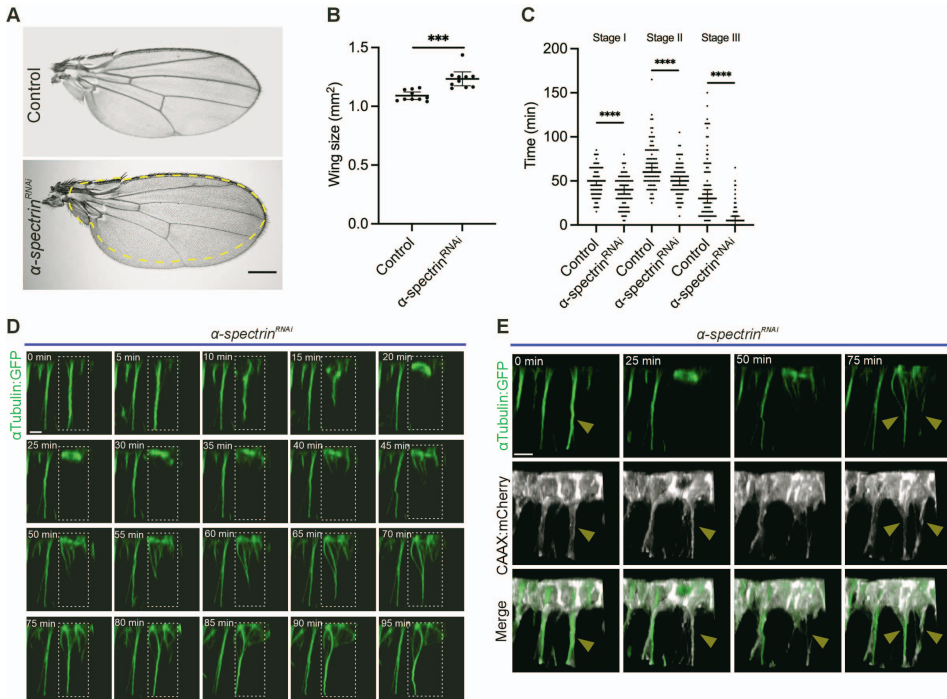 A
Control
α-spectrinRNAi
B
Wing size (mm2)
1.5
1.0
0.5
0
***
Control
α-spectrinRNAi
C
Time (min)
200
150
100
50
0
Stage I
Stage II
Stage III
****
****
****
Control
α-spectrinRNAi
Control
α-spectrinRNAi
Control
α-spectrinRNAi
D
α-spectrinRNAi
αTubulin:GFP
0 min
5 min
10 min
15 min
20 min
25 min
30 min
35 min
40 min
45 min
50 min
55 min
60 min
65 min
70 min
75 min
80 min
85 min
90 min
95 min
E
α-spectrinRNAi
αTubulin:GFP
0 min
25 min
50 min
75 min
CAAX:mCherry
Merge